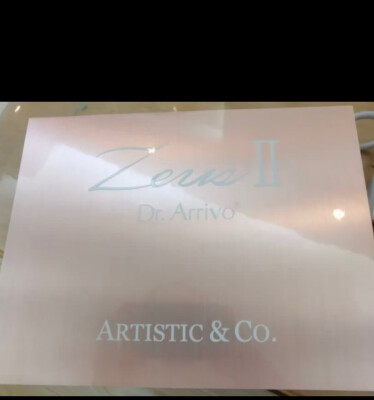 Zeus II
Dr. Arrivo®
ARTISTIC & CO.